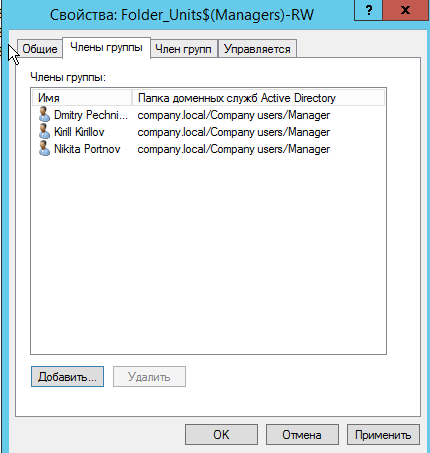 Свойства: Folder_Units$(Managers)-RW ? x
Общие Члены группы Член групп Управляется
Члены группы:
Имя Папка доменных служб Active Directory
Dmitry Pechni... company.local/Company users/Manager
Kirill Kirillov company.local/Company users/Manager
Nikita Portnov company.local/Company users/Manager
Добавить... Удалить
OK Отмена Применить